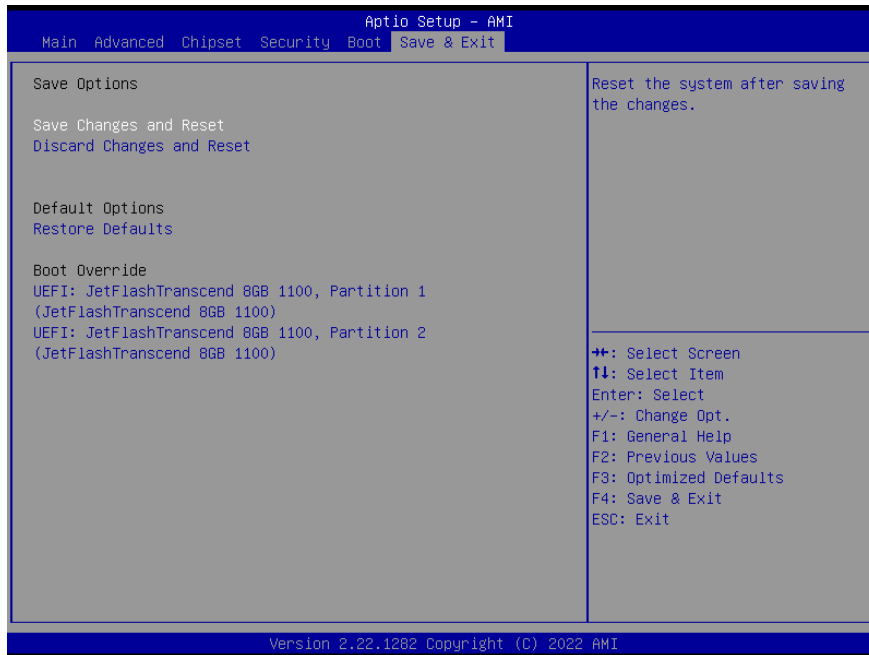 Aptio Setup – AMI
Main Advanced Chipset Security Boot Save & Exit
Save Options
Save Changes and Reset
Discard Changes and Reset
Default Options
Restore Defaults
Boot Override
UEFI: JetFlashTranscend 8GB 1100, Partition 1
(JetFlashTranscend 8GB 1100)
UEFI: JetFlashTranscend 8GB 1100, Partition 2
(JetFlashTranscend 8GB 1100)
Reset the system after saving
the changes.
→←: Select Screen
↑↓: Select Item
Enter: Select
+/-: Change Opt.
F1: General Help
F2: Previous Values
F3: Optimized Defaults
F4: Save & Exit
ESC: Exit
Version 2.22.1282 Copyright (C) 2022 AMI